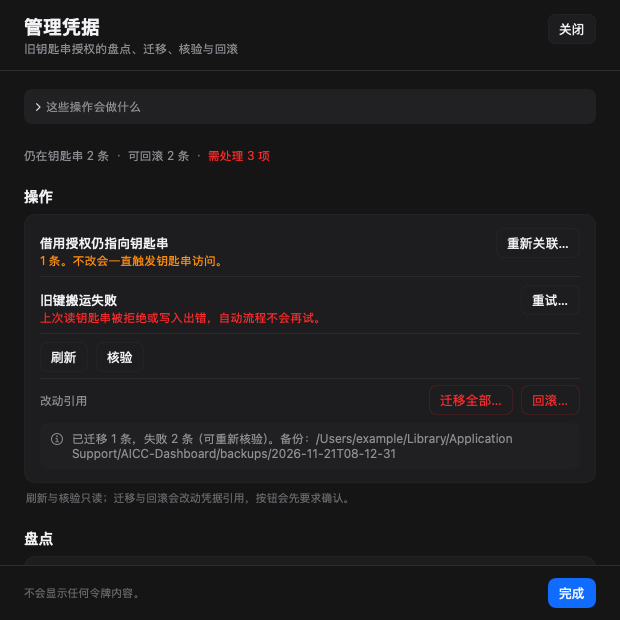 管理凭据
旧钥匙串授权的盘点、迁移、核验与回滚
关闭
这些操作会做什么
仍在钥匙串 2 条 · 可回滚 2 条 · 需处理 3 项
操作
借用授权仍指向钥匙串
1 条。不改会一直触发钥匙串访问。
重新关联...
旧键搬运失败
上次读钥匙串被拒绝或写入出错，自动流程不会再试。
重试...
刷新 核验
改动引用 迁移全部... 回滚...
已迁移 1 条，失败 2 条 (可重新核验)。备份：/Users/example/Library/Application
Support/AICC-Dashboard/backups/2026-11-21T08-12-31
刷新与核验只读；迁移与回滚会改动凭据引用，按钮会先要求确认。
盘点
不会显示任何令牌内容。
完成